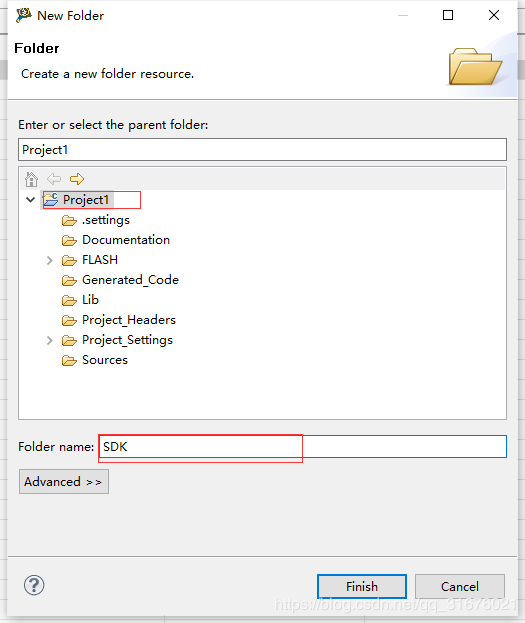 New Folder
Folder
Create a new folder resource.
Enter or select the parent folder:
Project1
Project1
.settings
Documentation
FLASH
Generated_Code
Lib
Project_Headers
Project_Settings
Sources
Folder name: SDK
Advanced >>
Finish Cancel
https://blog.csdn.net/qq_31676021